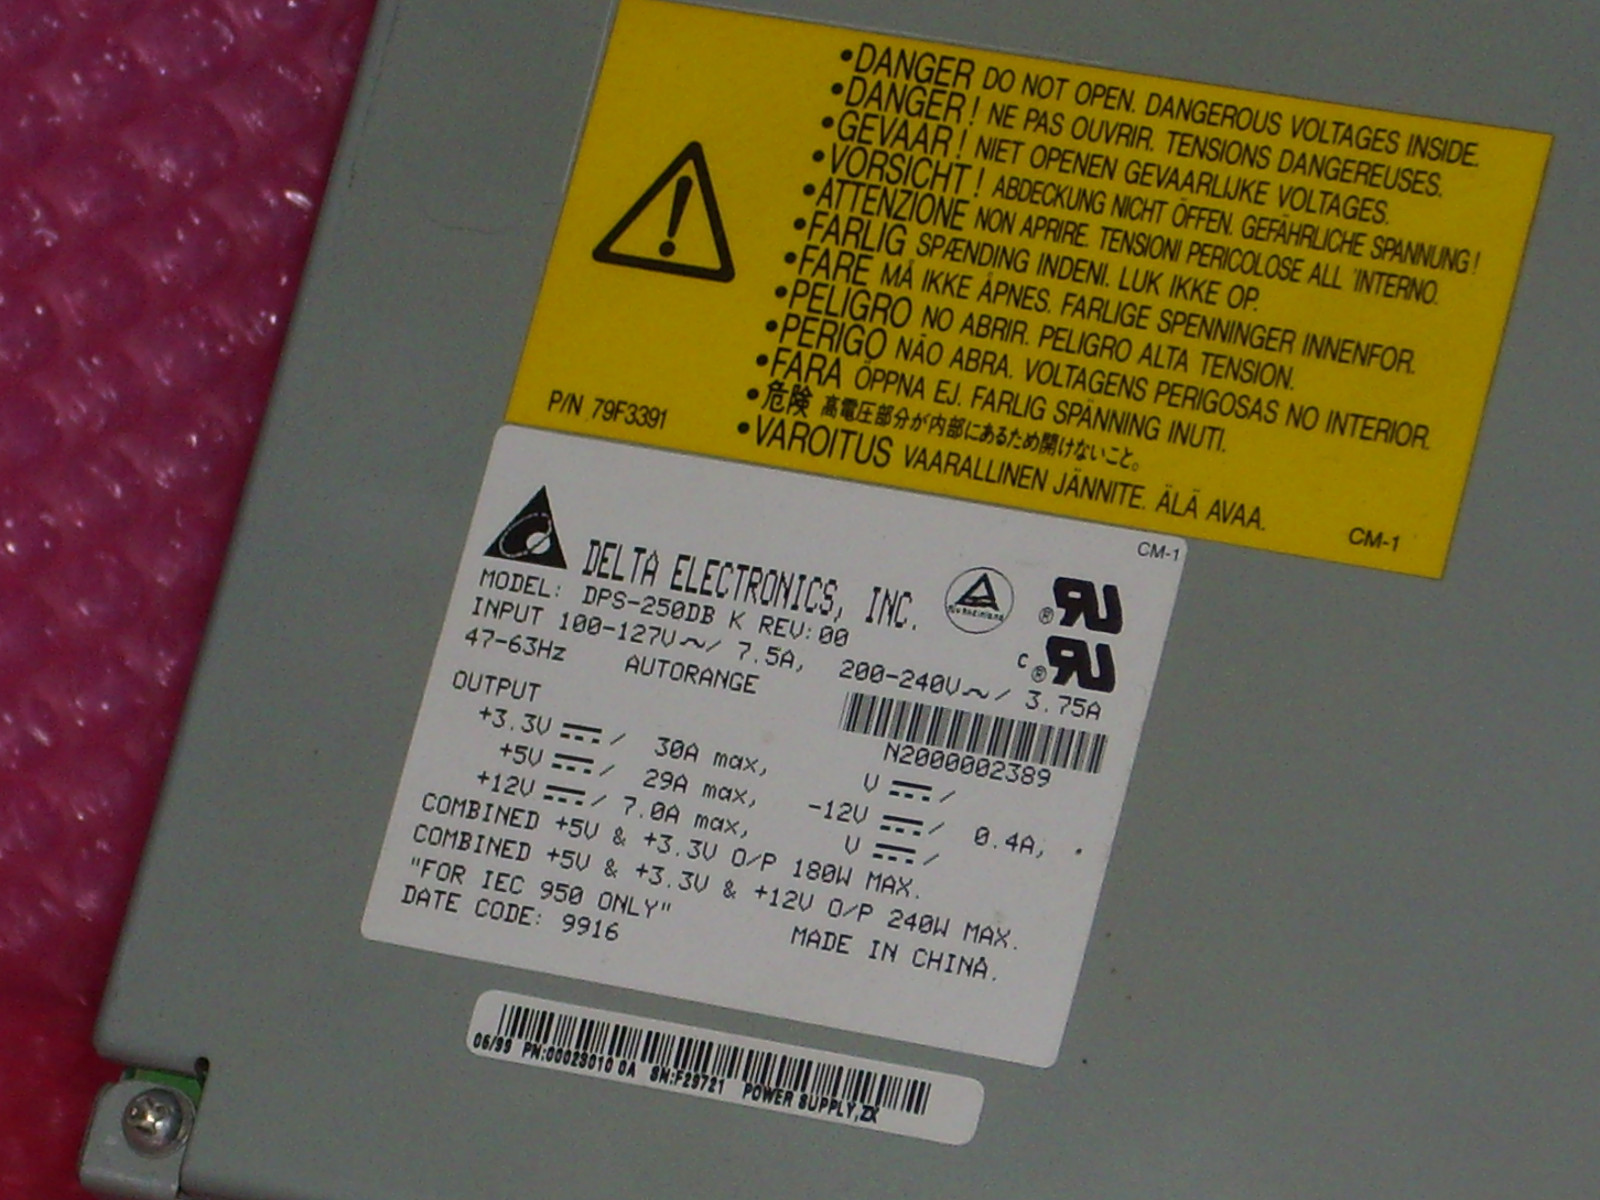 •DANGER DO NOT OPEN. DANGEROUS VOLTAGES INSIDE.
•DANGER! NE PAS OUVRIR. TENSIONS DANGEREUSES.
•GEVAAR! NIET OPENEN GEVAARLIJKE VOLTAGES.
•VORSICHT! ABDECKUNG NICHT ÖFFEN. GEFÄHRLICHE SPANNUNG!
•ATTENZIONE NON APRIRE. TENSIONI PERICOLOSE ALL 'INTERNO.
•FARLIG SPÆNDING INDENI. LUK IKKE OP.
•FARE MÅ IKKE ÅPNES. FARLIGE SPENNINGER INNENFOR.
•PELIGRO NO ABRIR. PELIGRO ALTA TENSION.
•PERIGO NÃO ABRA. VOLTAGENS PERIGOSAS NO INTERIOR.
•FARA ÖPPNA EJ. FARLIG SPÄNNING INUTI.
•危険 高電圧部分が内部にあるため開けないこと。
•VAROITUS VAARALLINEN JÄNNITE. ÄLÄ AVAA.
P/N 79F3391
CM-1
CM-1
DELTA ELECTRONICS, INC.
MODEL: DPS-250DB K REV:00
INPUT 100-127V～/ 7.5A, 200-240V～/ 3.75A
47-63Hz AUTORANGE
N2000002389
OUTPUT
+3.3V ⎓/ 30A max, V ⎓/
+5V ⎓/ 29A max, -12V ⎓/ 0.4A,
+12V ⎓/ 7.0A max, V ⎓/
COMBINED +5V & +3.3V O/P 180W MAX.
COMBINED +5V & +3.3V & +12V O/P 240W MAX.
"FOR IEC 950 ONLY"
DATE CODE: 9916 MADE IN CHINA.
06/99 PN:00023010 0A SN:F29721 POWER SUPPLY,ZX